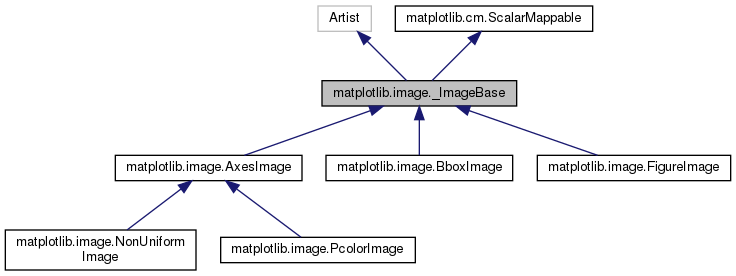 Artist
matplotlib.cm.ScalarMappable
matplotlib.image._ImageBase
matplotlib.image.AxesImage
matplotlib.image.BboxImage
matplotlib.image.FigureImage
matplotlib.image.NonUniform
Image
matplotlib.image.PcolorImage